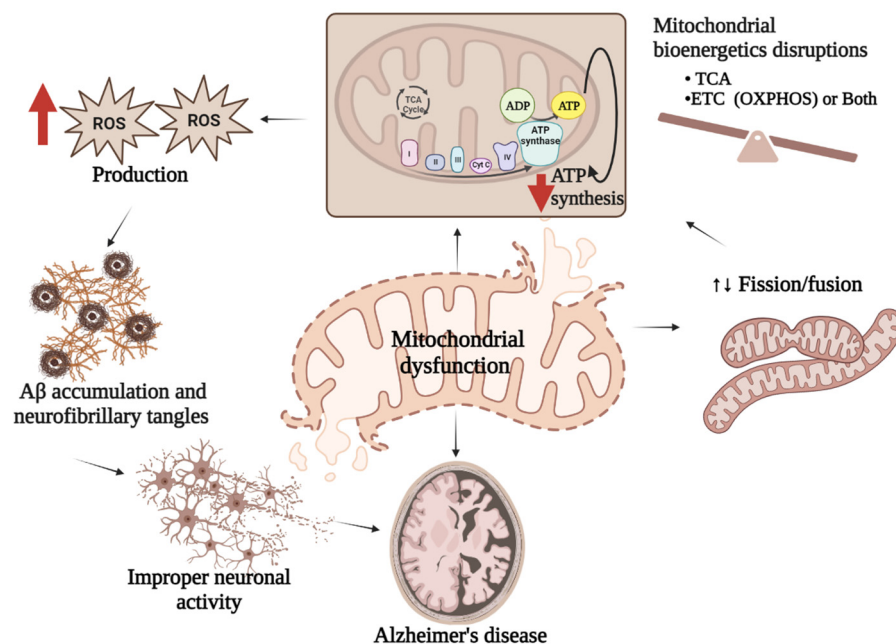 Mitochondrial
bioenergetics disruptions
• TCA
•ETC (OXPHOS) or Both
ROS
ROS
Production
TCA
Cycle
ADP
ATP
ATP
synthase
I
II
III
Cyt C
IV
ATP
synthesis
↑↓ Fission/fusion
Mitochondrial
dysfunction
Aβ accumulation and
neurofibrillary tangles
Improper neuronal
activity
Alzheimer's disease